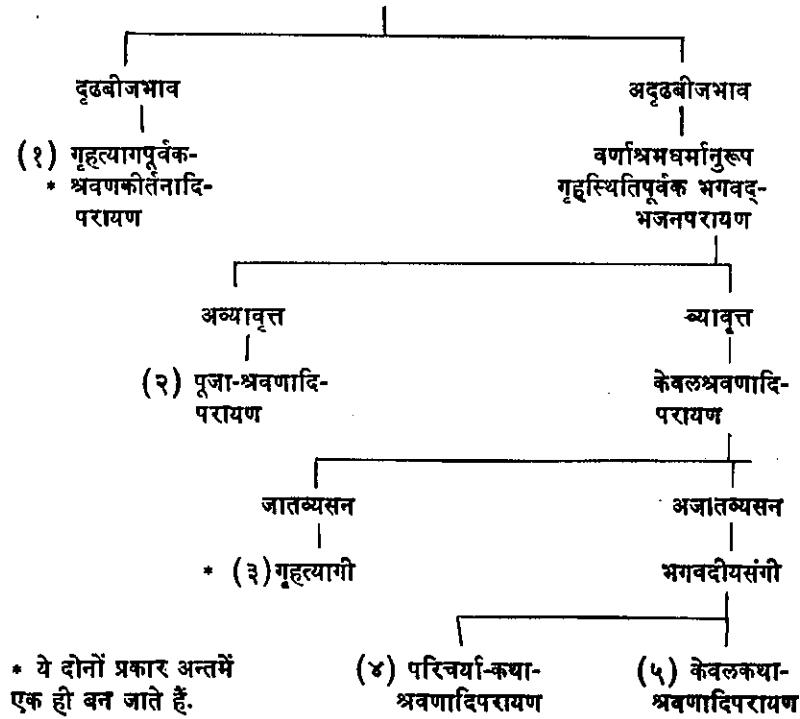 दृढबीजभाव
अदृढबीजभाव
(१) गृहत्यागपूर्वक-
* श्रवणकीर्तनादि-
परायण
वर्णाश्रमधर्मानुरूप
गृहस्थितिपूर्वक भगवद्-
भजनपरायण
अव्यावृत्त
व्यावृत्त
(२) पूजा-श्रवणादि-
परायण
केवलश्रवणादि-
परायण
जातव्यसन
अजातव्यसन
* (३) गृहत्यागी
भगवदीयसंगी
* ये दोनों प्रकार अन्तमें
एक ही बन जाते हैं.
(४) परिचर्या-कथा-
श्रवणादिपरायण
(५) केवलकथा-
श्रवणादिपरायण